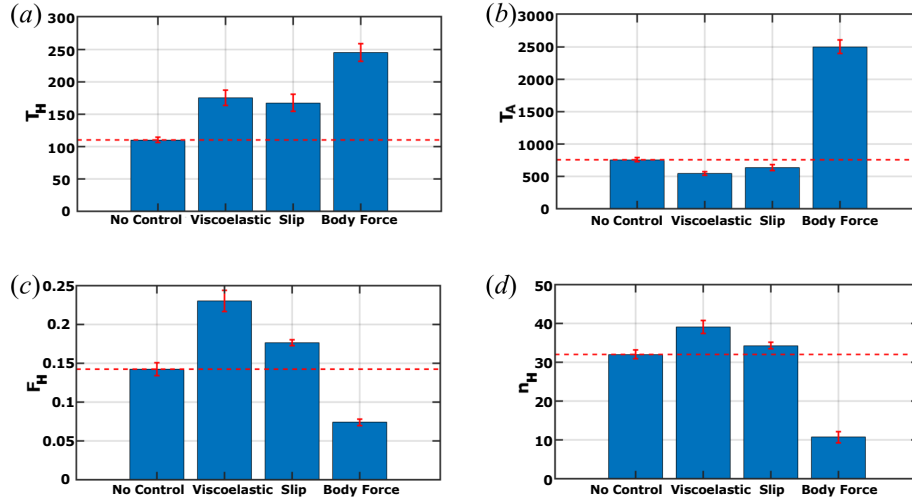 (a)
300
250
200
150
100
50
0
T_H
No Control Viscoelastic Slip Body Force
(b)
3000
2500
2000
1500
1000
500
0
T_A
No Control Viscoelastic Slip Body Force
(c)
0.25
0.2
0.15
0.1
0.05
0
F_H
No Control Viscoelastic Slip Body Force
(d)
50
40
30
20
10
0
n_H
No Control Viscoelastic Slip Body Force